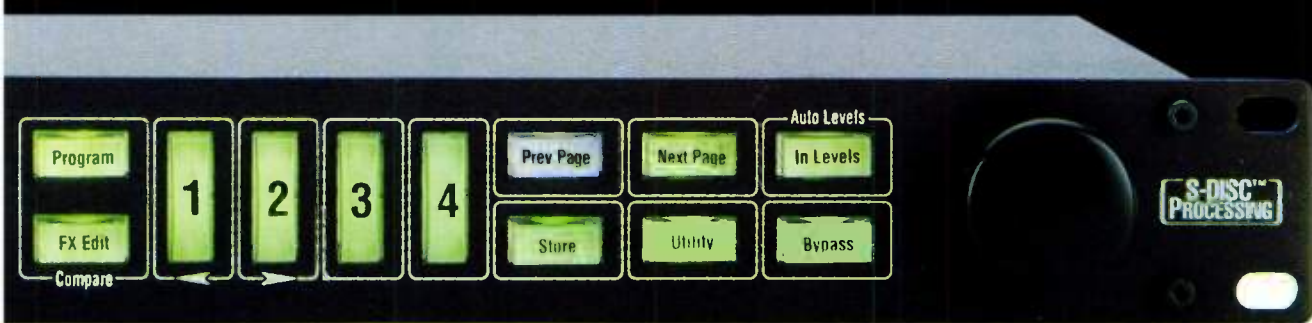 Auto Levels
Program
1
2
3
4
Prev Page
Next Page
In Levels
FX Edit
Store
Utility
Bypass
Compare
S-DISC™
PROCESSING